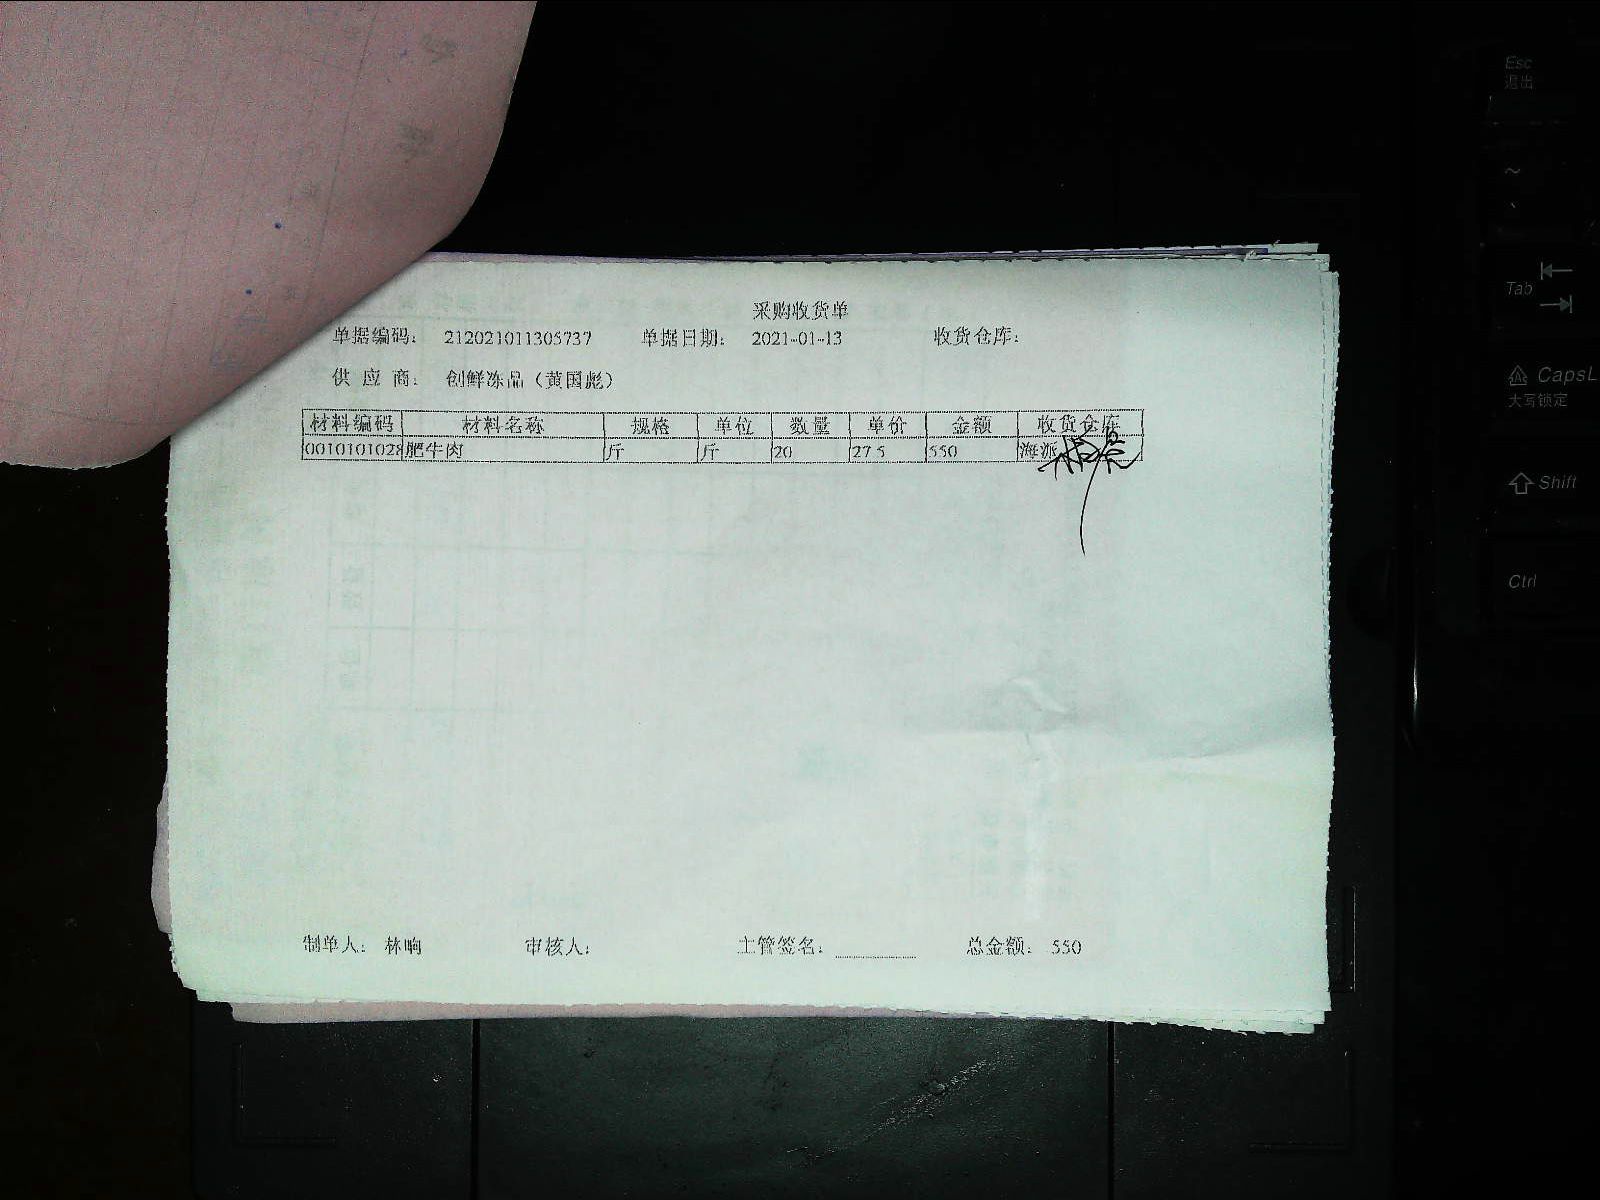 采购收货单
单据编码: 212021011305737 单据日期: 2021-01-13 收货仓库:
供应商: 创鲜冻品（黄国彪）
材料编码 材料名称 规格 单位 数量 单价 金额 收货仓库
0010101028 肥牛肉 斤 斤 20 27.5 550 海派
制单人: 林响 审核人: 主管签名: 总金额: 550
Esc
退出
~
Tab
CapsL
大写锁定
Shift
Ctrl